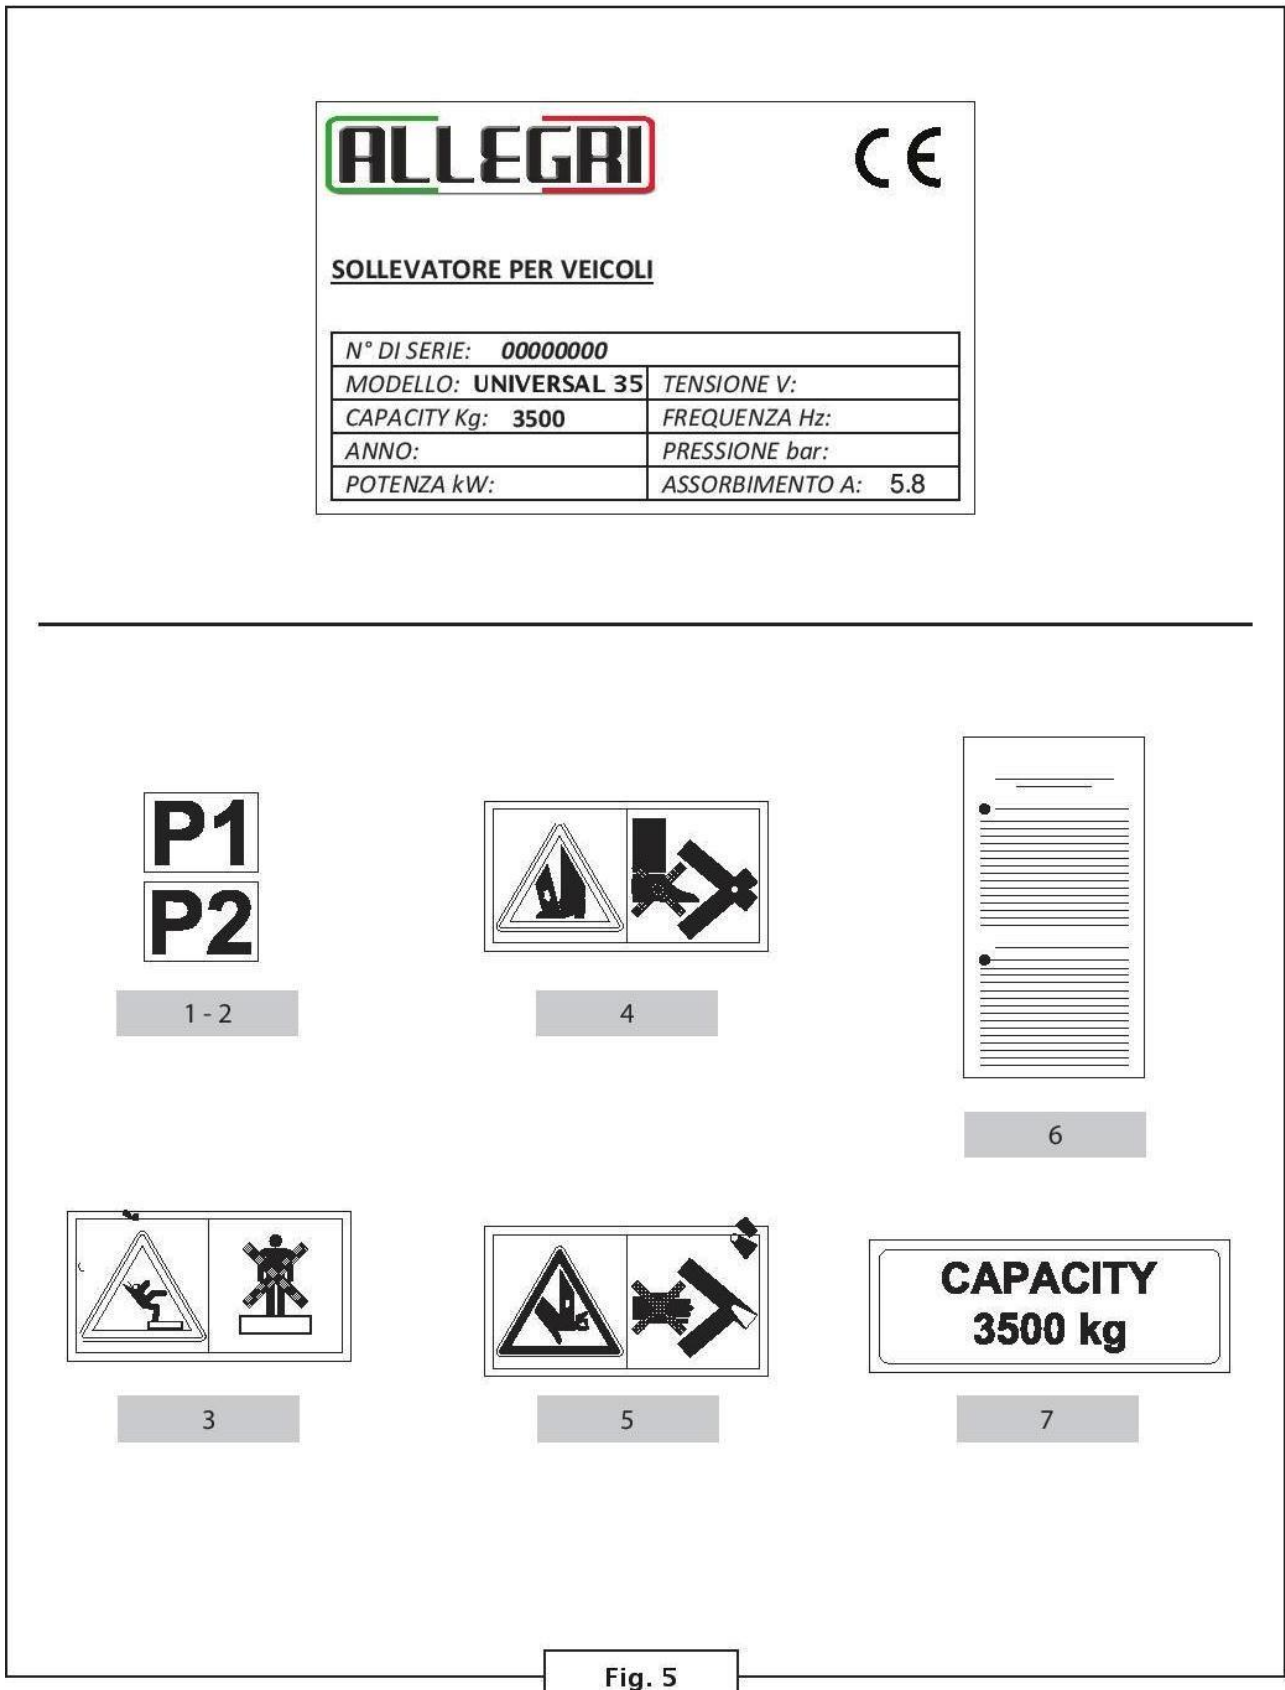 ALLEGRI
CE
SOLLEVATORE PER VEICOLI
N° DI SERIE: 00000000
MODELLO: UNIVERSAL 35 TENSIONE V:
CAPACITY Kg: 3500 FREQUENZA Hz:
ANNO: PRESSIONE bar:
POTENZA kW: ASSORBIMENTO A: 5.8
P1
P2
1 - 2
4
6
3
5
CAPACITY
3500 kg
7
Fig. 5